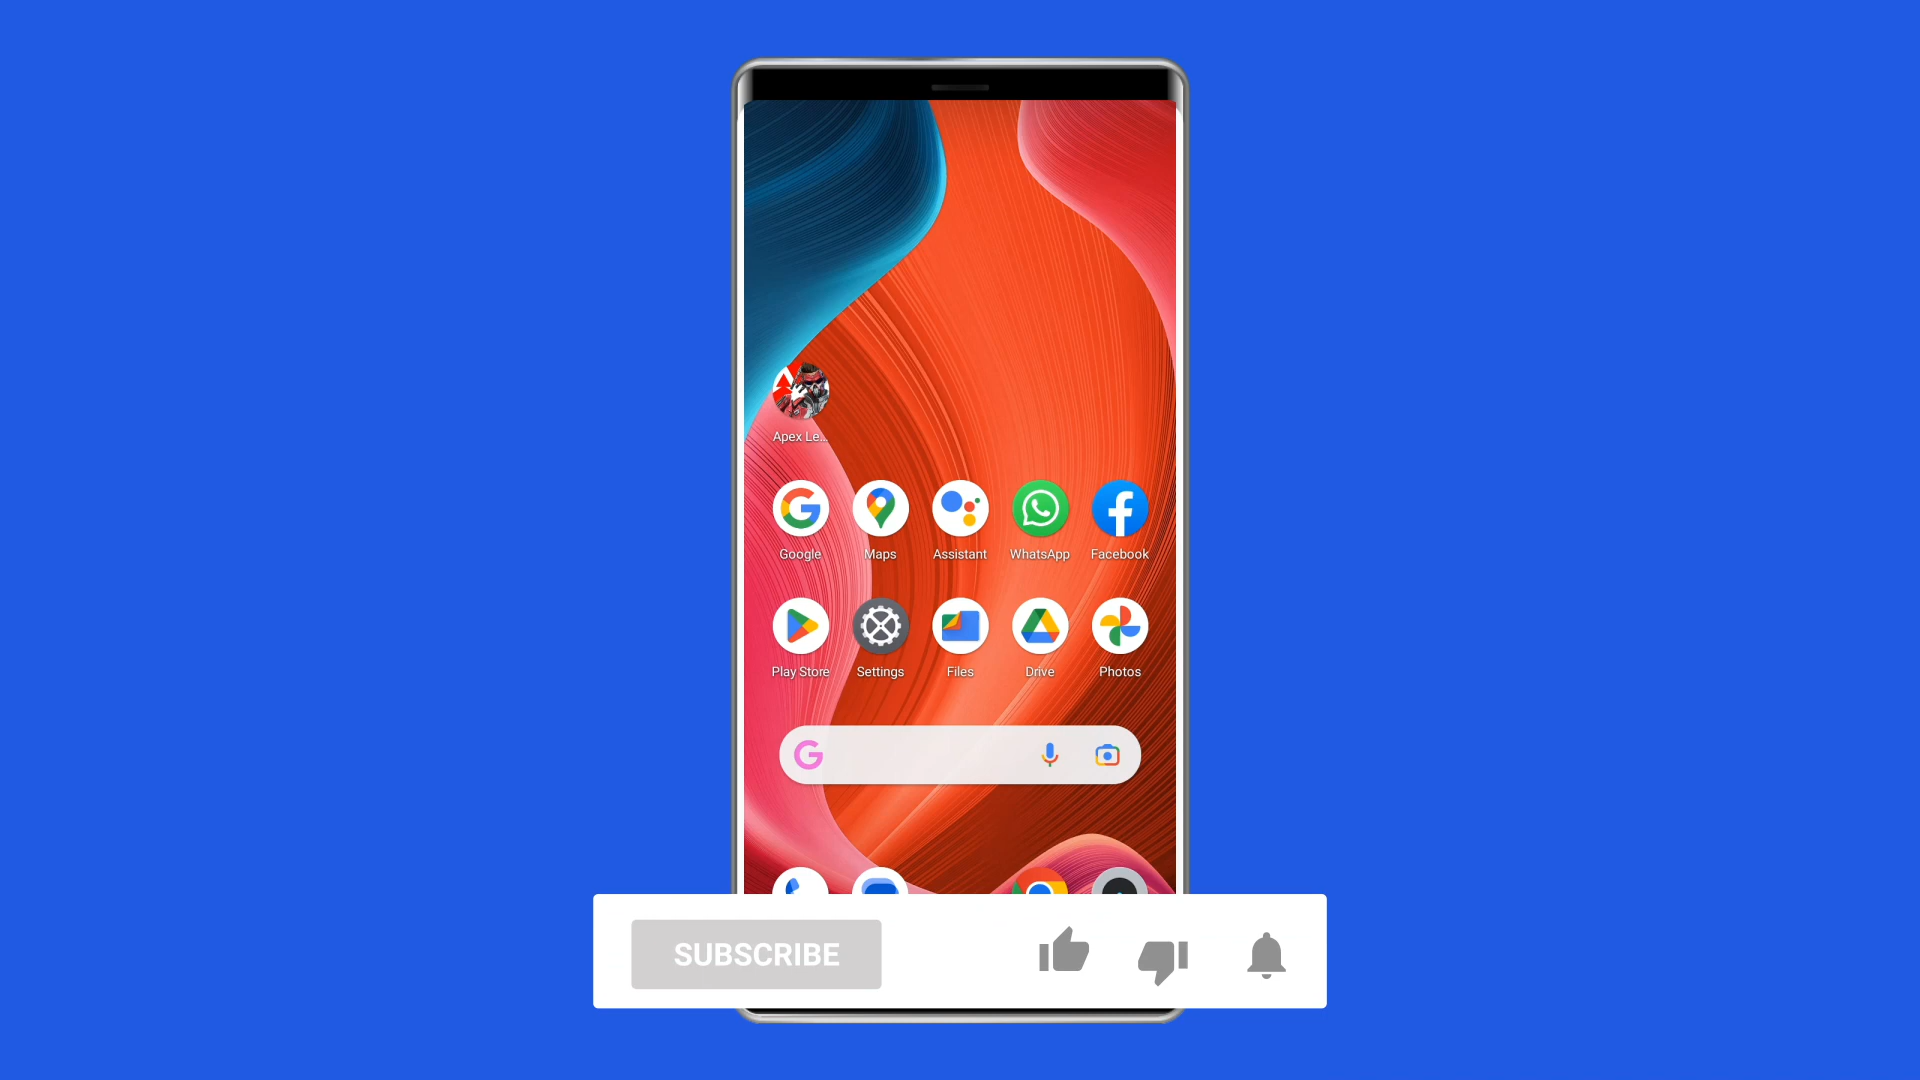 Apex Le...
Google Maps Assistant WhatsApp Facebook
Play Store Settings Files Drive Photos
SUBSCRIBE